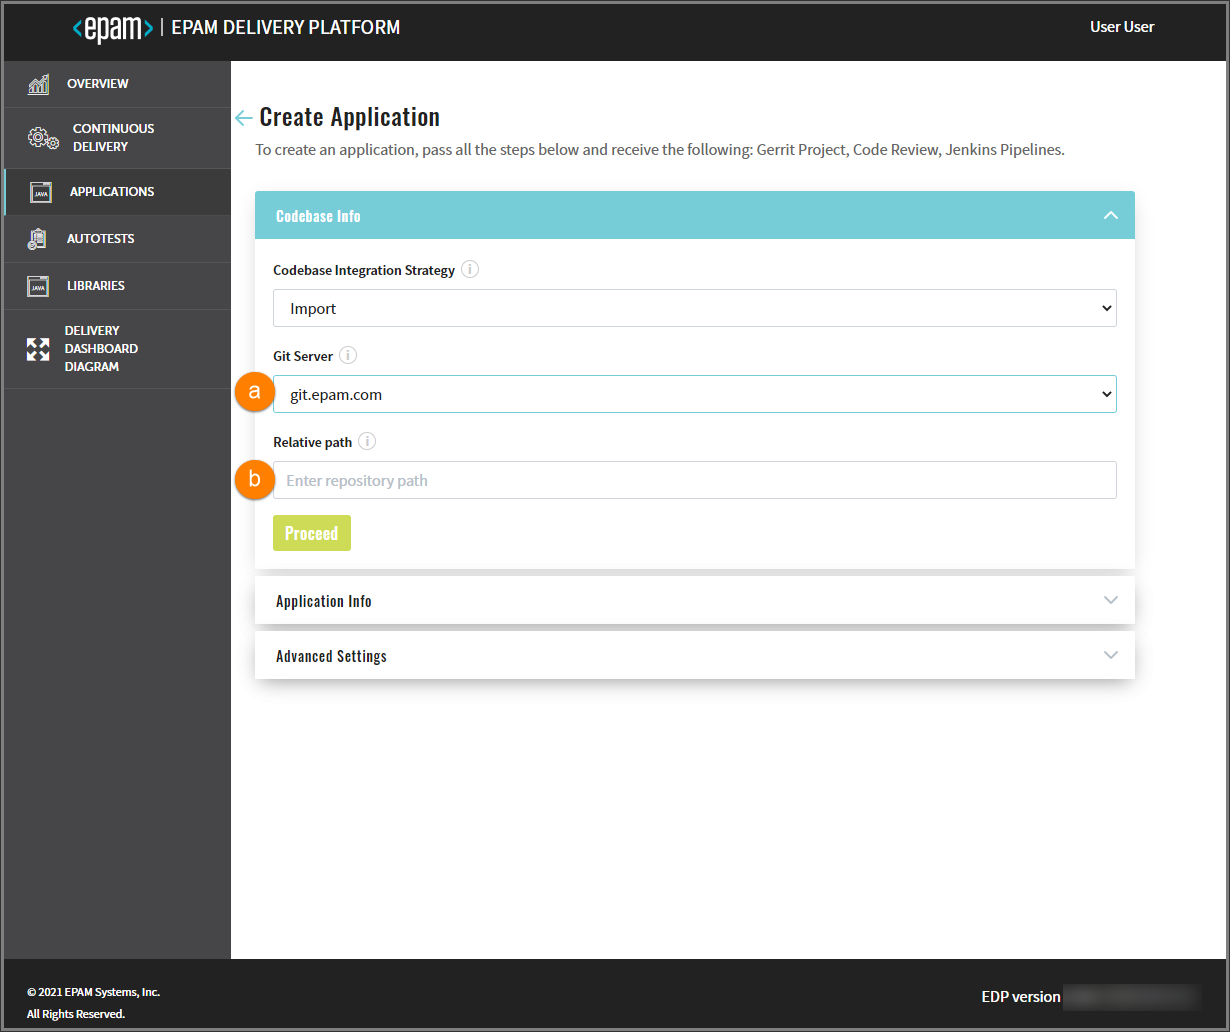 <epam> | EPAM DELIVERY PLATFORM
User User
OVERVIEW
CONTINUOUS
DELIVERY
JAVA
APPLICATIONS
AUTOTESTS
JAVA
LIBRARIES
DELIVERY
DASHBOARD
DIAGRAM
Create Application
To create an application, pass all the steps below and receive the following: Gerrit Project, Code Review, Jenkins Pipelines.
Codebase Info
Codebase Integration Strategy i
Import
Git Server i
a
git.epam.com
Relative path i
b
Enter repository path
Proceed
Application Info
Advanced Settings
© 2021 EPAM Systems, Inc.
All Rights Reserved.
EDP version